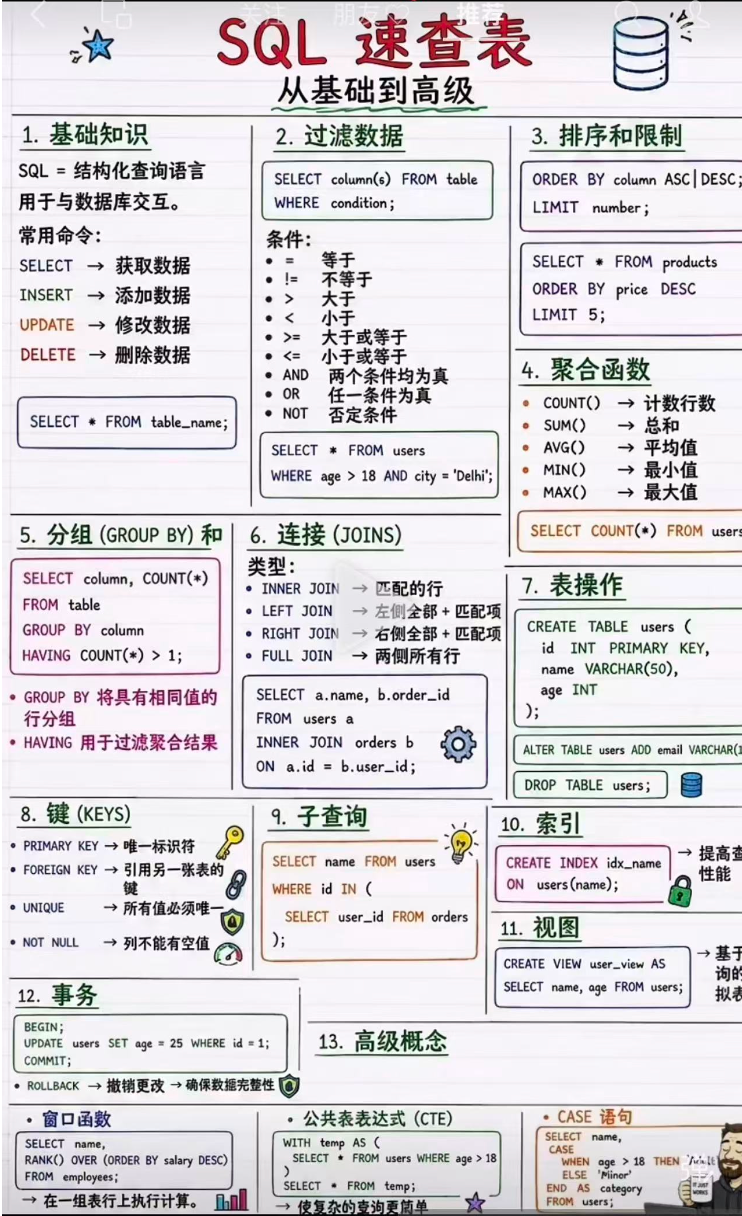 关注 朋友 推荐
SQL 速查表
从基础到高级
1. 基础知识
SQL = 结构化查询语言
用于与数据库交互。
常用命令：
SELECT → 获取数据
INSERT → 添加数据
UPDATE → 修改数据
DELETE → 删除数据
SELECT * FROM table_name;
2. 过滤数据
SELECT column(s) FROM table
WHERE condition;
条件：
• = 等于
• != 不等于
• > 大于
• < 小于
• >= 大于或等于
• <= 小于或等于
• AND 两个条件均为真
• OR 任一条件为真
• NOT 否定条件
SELECT * FROM users
WHERE age > 18 AND city = 'Delhi';
3. 排序和限制
ORDER BY column ASC|DESC;
LIMIT number;
SELECT * FROM products
ORDER BY price DESC
LIMIT 5;
4. 聚合函数
• COUNT() → 计数行数
• SUM() → 总和
• AVG() → 平均值
• MIN() → 最小值
• MAX() → 最大值
SELECT COUNT(*) FROM users
5. 分组 (GROUP BY) 和
SELECT column, COUNT(*)
FROM table
GROUP BY column
HAVING COUNT(*) > 1;
• GROUP BY 将具有相同值的
行分组
• HAVING 用于过滤聚合结果
6. 连接 (JOINS)
类型：
• INNER JOIN → 匹配的行
• LEFT JOIN → 左侧全部 + 匹配项
• RIGHT JOIN → 右侧全部 + 匹配项
• FULL JOIN → 两侧所有行
SELECT a.name, b.order_id
FROM users a
INNER JOIN orders b
ON a.id = b.user_id;
7. 表操作
CREATE TABLE users (
id INT PRIMARY KEY,
name VARCHAR(50),
age INT
);
ALTER TABLE users ADD email VARCHAR(1
DROP TABLE users;
8. 键 (KEYS)
• PRIMARY KEY → 唯一标识符
• FOREIGN KEY → 引用另一张表的
键
• UNIQUE → 所有值必须唯一
• NOT NULL → 列不能有空值
9. 子查询
SELECT name FROM users
WHERE id IN (
SELECT user_id FROM orders
);
10. 索引
CREATE INDEX idx_name
ON users(name);
→ 提高查
性能
11. 视图
CREATE VIEW user_view AS
SELECT name, age FROM users;
→ 基于
询的
拟表
12. 事务
BEGIN;
UPDATE users SET age = 25 WHERE id = 1;
COMMIT;
• ROLLBACK → 撤销更改 → 确保数据完整性
13. 高级概念
• 窗口函数
SELECT name,
RANK() OVER (ORDER BY salary DESC)
FROM employees;
→ 在一组表行上执行计算。
• 公共表表达式 (CTE)
WITH temp AS (
SELECT * FROM users WHERE age > 18
)
SELECT * FROM temp;
→ 使复杂的查询更简单
• CASE 语句
SELECT name,
CASE
WHEN age > 18 THEN
ELSE 'Minor'
END AS category
FROM users;
弹
IT JUST
WORKS